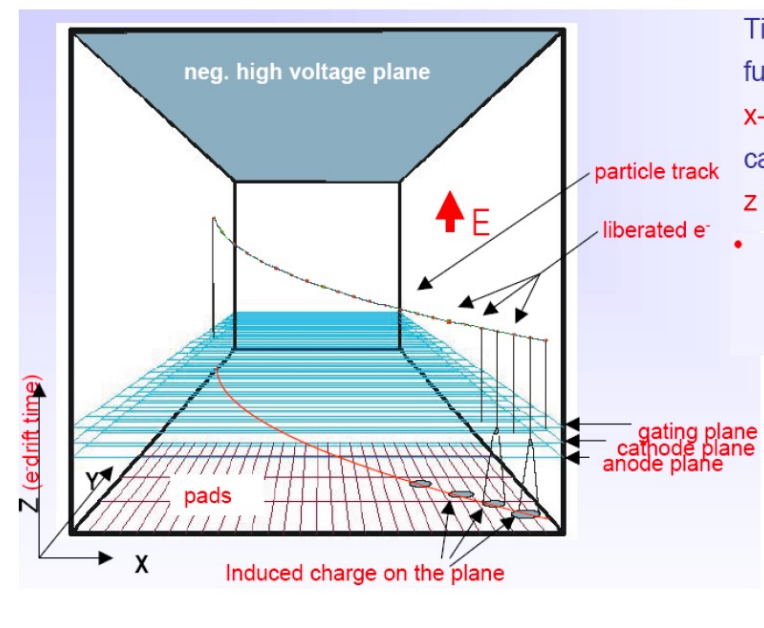 neg. high voltage plane
Ti
fu
x-
ca
z
particle track
E
liberated e-
gating plane
cathode plane
anode plane
Z (e-drift time)
Y
pads
X
Induced charge on the plane